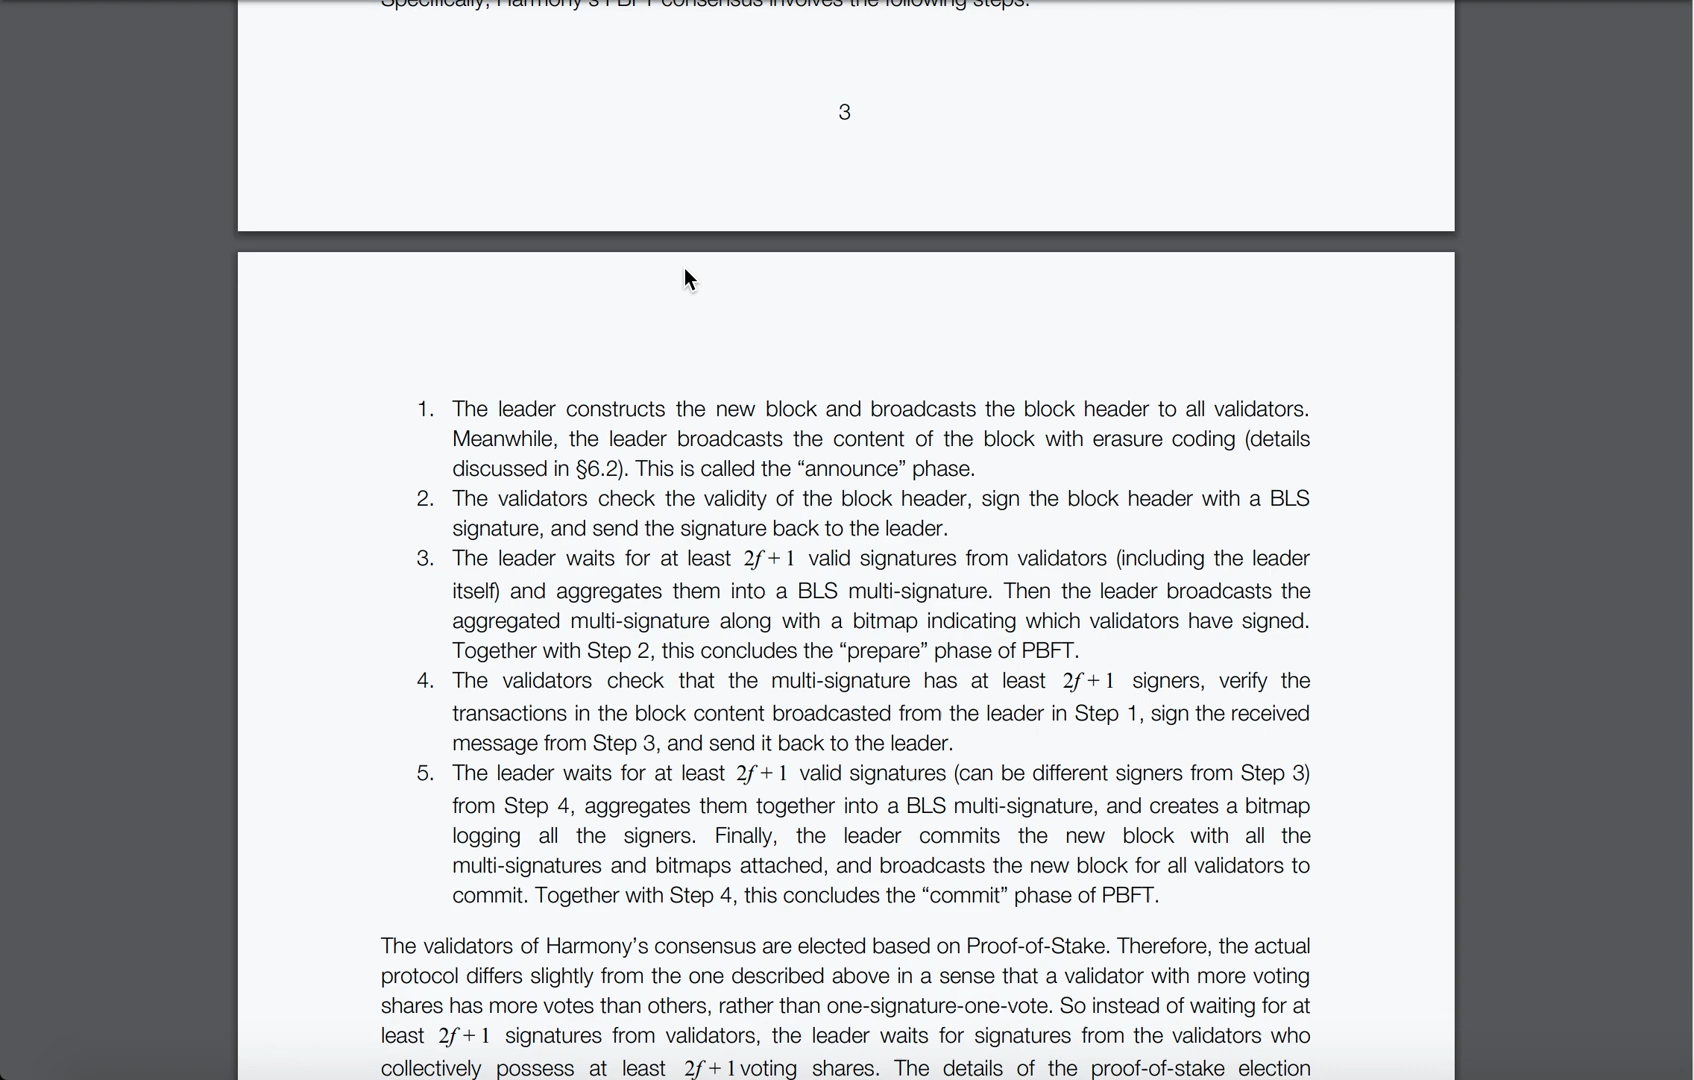 Specifically, Harmony's PBFT consensus involves the following steps:
3
1. The leader constructs the new block and broadcasts the block header to all validators.
Meanwhile, the leader broadcasts the content of the block with erasure coding (details
discussed in §6.2). This is called the “announce” phase.
2. The validators check the validity of the block header, sign the block header with a BLS
signature, and send the signature back to the leader.
3. The leader waits for at least 2f + 1 valid signatures from validators (including the leader
itself) and aggregates them into a BLS multi-signature. Then the leader broadcasts the
aggregated multi-signature along with a bitmap indicating which validators have signed.
Together with Step 2, this concludes the “prepare” phase of PBFT.
4. The validators check that the multi-signature has at least 2f + 1 signers, verify the
transactions in the block content broadcasted from the leader in Step 1, sign the received
message from Step 3, and send it back to the leader.
5. The leader waits for at least 2f + 1 valid signatures (can be different signers from Step 3)
from Step 4, aggregates them together into a BLS multi-signature, and creates a bitmap
logging all the signers. Finally, the leader commits the new block with all the
multi-signatures and bitmaps attached, and broadcasts the new block for all validators to
commit. Together with Step 4, this concludes the “commit” phase of PBFT.
The validators of Harmony’s consensus are elected based on Proof-of-Stake. Therefore, the actual
protocol differs slightly from the one described above in a sense that a validator with more voting
shares has more votes than others, rather than one-signature-one-vote. So instead of waiting for at
least 2f + 1 signatures from validators, the leader waits for signatures from the validators who
collectively possess at least 2f + 1 voting shares. The details of the proof-of-stake election